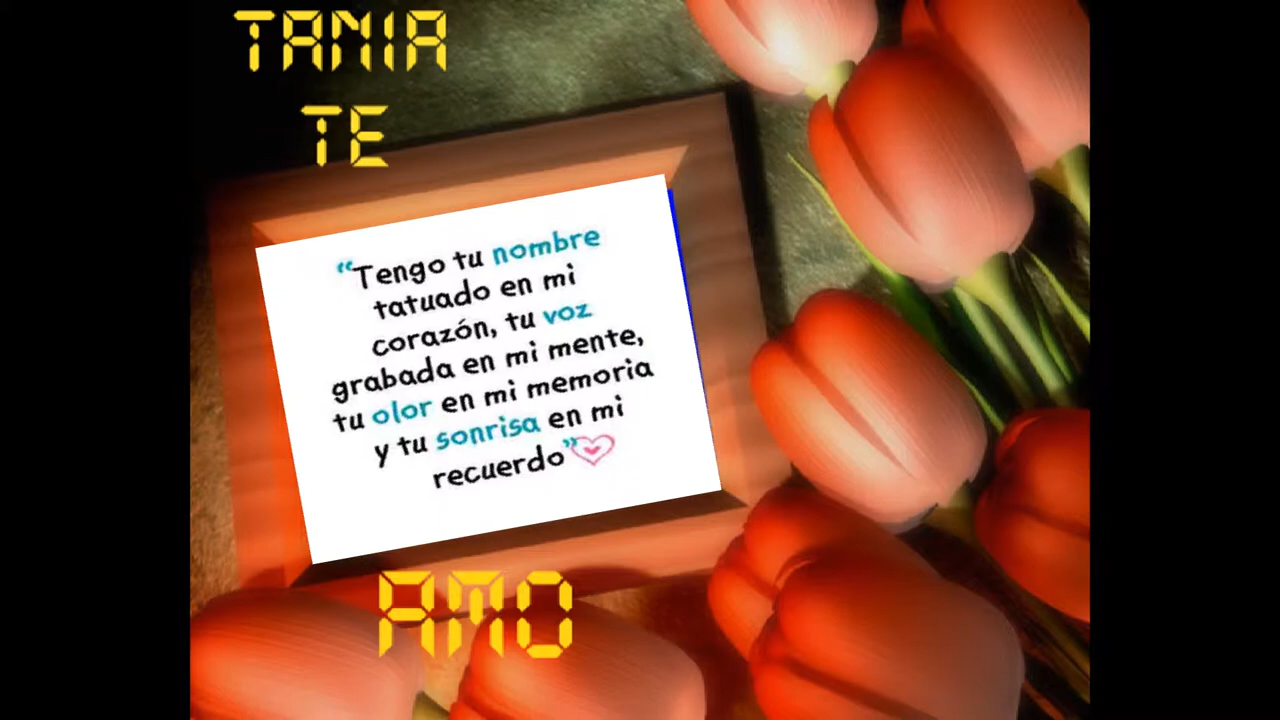 TANIA
TE
“Tengo tu nombre
tatuado en mi
corazón, tu voz
grabada en mi mente,
tu olor en mi memoria
y tu sonrisa en mi
recuerdo”
AMO